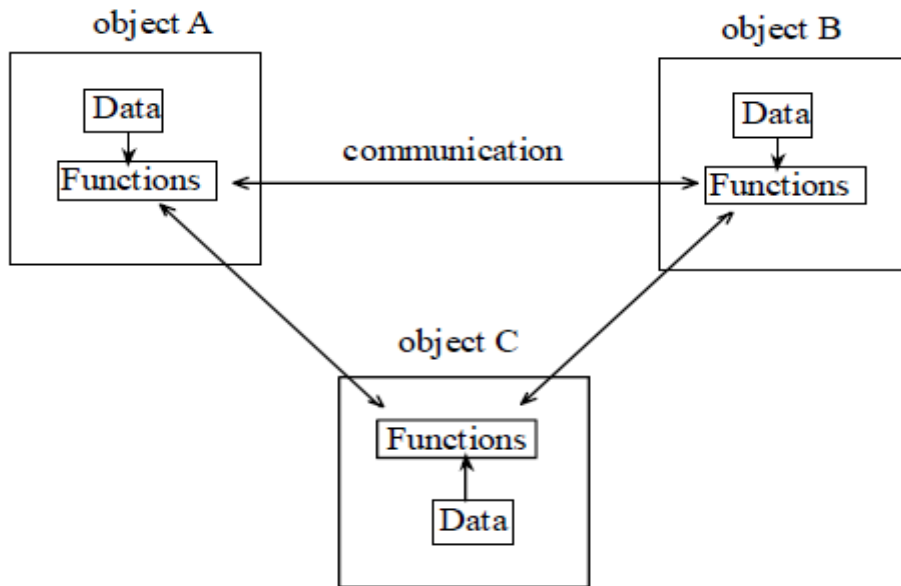 object A
object B
Data
Data
communication
Functions
Functions
object C
Functions
Data